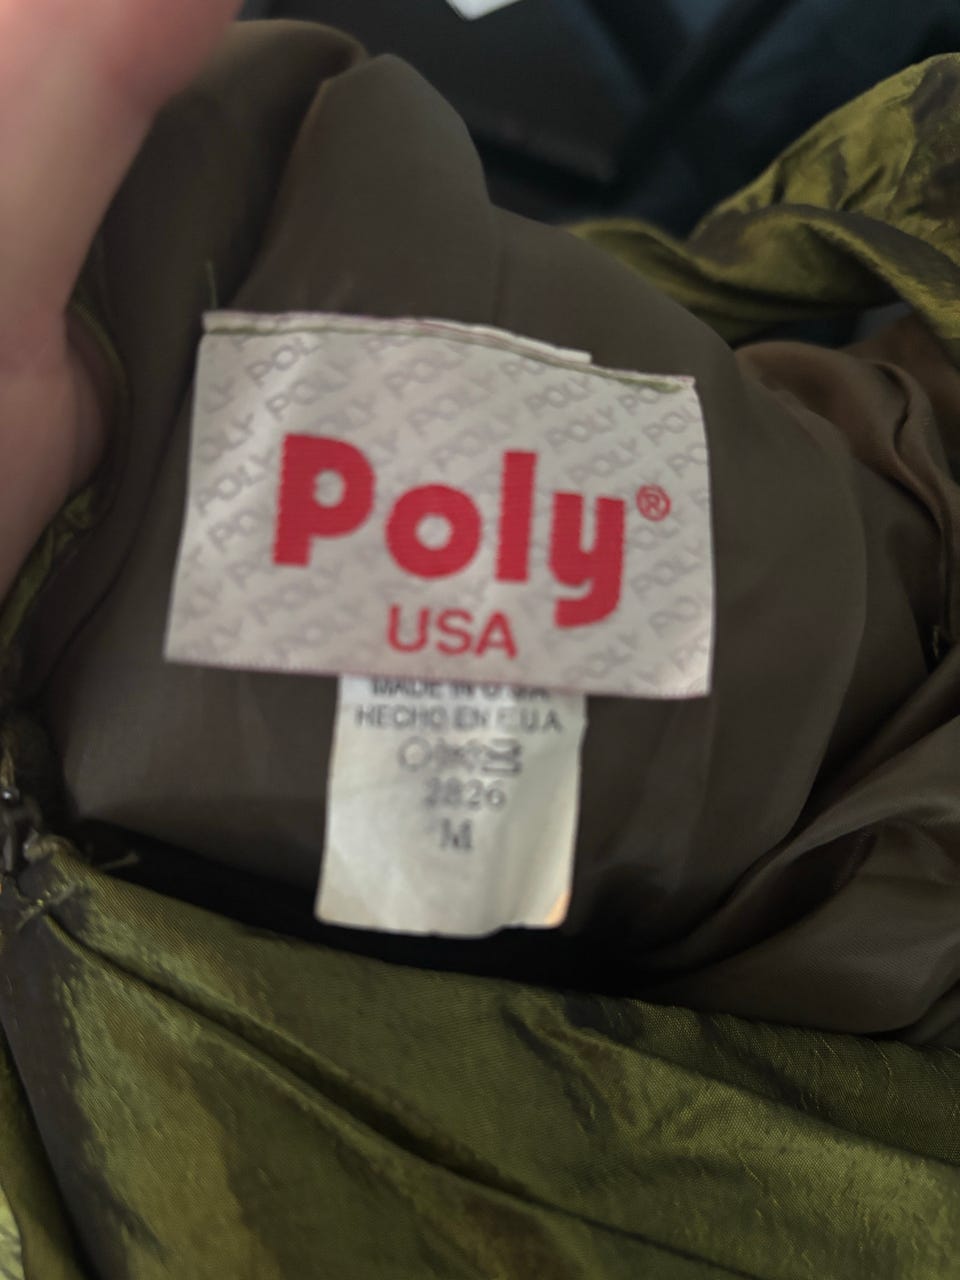 Poly®
USA
MADE IN U.S.A.
HECHO EN E.U.A.
2826
M